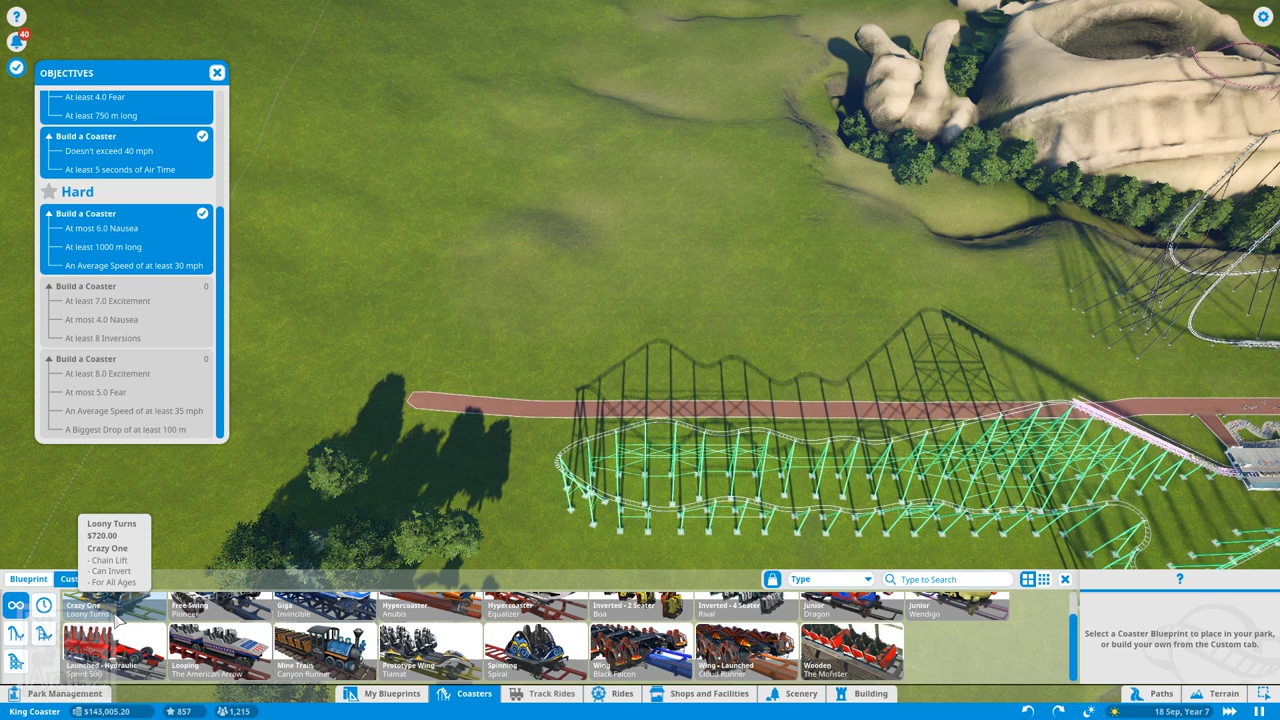 ?
40
OBJECTIVES
At least 4.0 Fear
At least 750 m long
Build a Coaster
Doesn't exceed 40 mph
At least 5 seconds of Air Time
Hard
Build a Coaster
At most 6.0 Nausea
At least 1000 m long
An Average Speed of at least 30 mph
Build a Coaster 0
At least 7.0 Excitement
At most 4.0 Nausea
At least 8 Inversions
Build a Coaster 0
At least 8.0 Excitement
At most 5.0 Fear
An Average Speed of at least 35 mph
A Biggest Drop of at least 100 m
Loony Turns
$720.00
Crazy One
- Chain Lift
- Can Invert
- For All Ages
Blueprint Cust
Type
Type to Search
?
Crazy One
Loony Turns
Free Swing
Pioneer
Giga
Invincible
Hypercoaster
Anubis
Hypercoaster
Equalizer
Inverted - 2 Seater
Boa
Inverted - 4 Seater
Rival
Junior
Dragon
Junior
Wendigo
Launched - Hydraulic
Sprint 500
Looping
The American Arrow
Mine Train
Canyon Runner
Prototype Wing
Tiamat
Spinning
Spiral
Wing
Black Falcon
Wing - Launched
Cloud Runner
Wooden
The Monster
Select a Coaster Blueprint to place in your park,
or build your own from the Custom tab.
Park Management
My Blueprints
Coasters
Track Rides
Rides
Shops and Facilities
Scenery
Building
Paths
Terrain
King Coaster
$143,005.20
857
1,215
18 Sep, Year 7